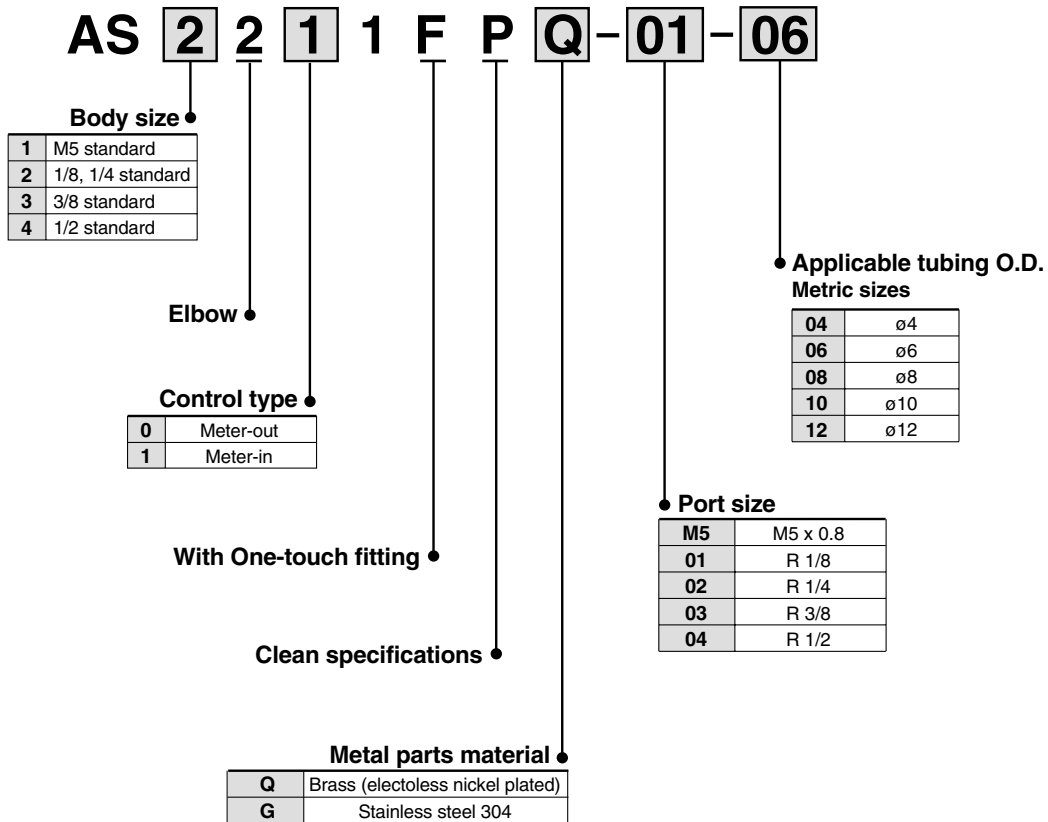 AS 2 2 1 1 F P Q – 01 – 06
Body size
1 M5 standard
2 1/8, 1/4 standard
3 3/8 standard
4 1/2 standard
Elbow
Control type
0 Meter-out
1 Meter-in
With One-touch fitting
Clean specifications
Metal parts material
Q Brass (electoless nickel plated)
G Stainless steel 304
Port size
M5 M5 x 0.8
01 R 1/8
02 R 1/4
03 R 3/8
04 R 1/2
Applicable tubing O.D.
Metric sizes
04 ø4
06 ø6
08 ø8
10 ø10
12 ø12